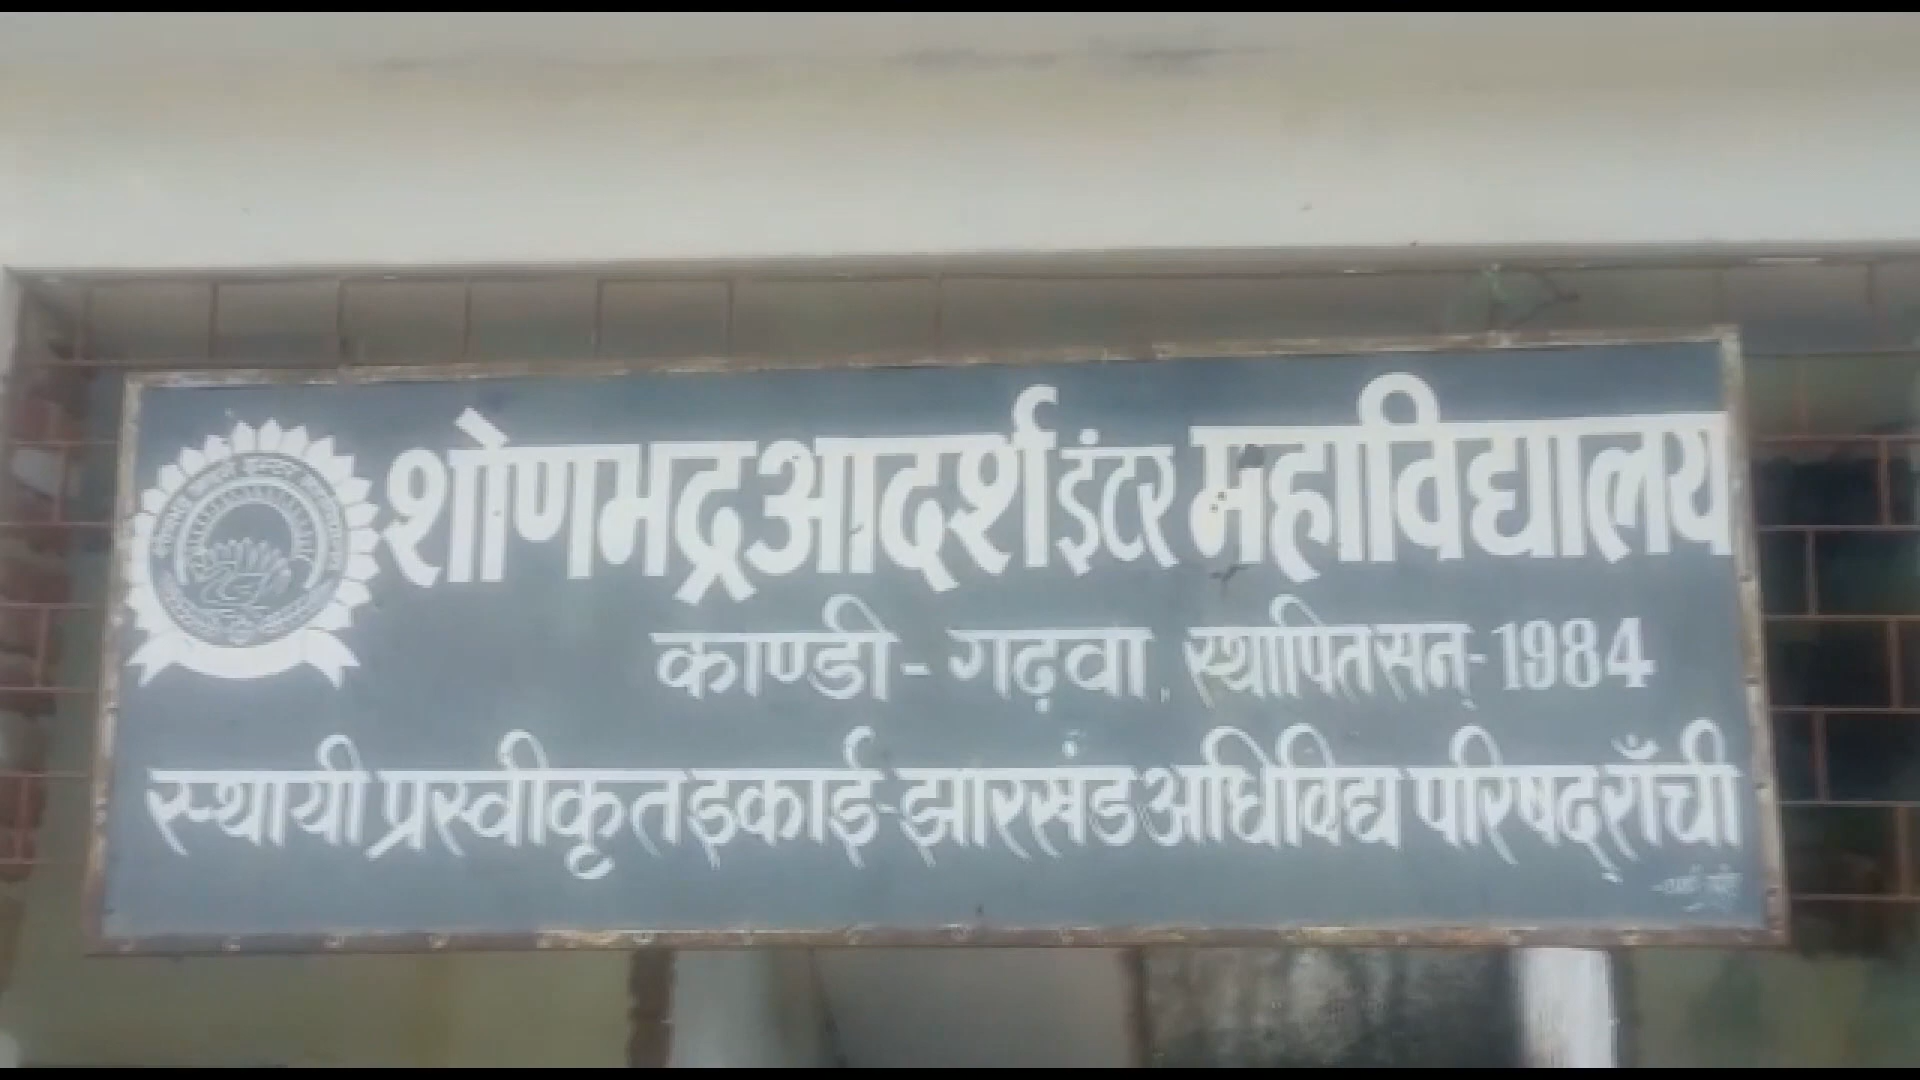 शोणभद्र आदर्श इंटर महाविद्यालय
काण्डी - गढ़वा, स्थापित सन् - 1984
स्थायी प्रस्वीकृत इकाई - झारखंड अधिविद्य परिषद् राँची